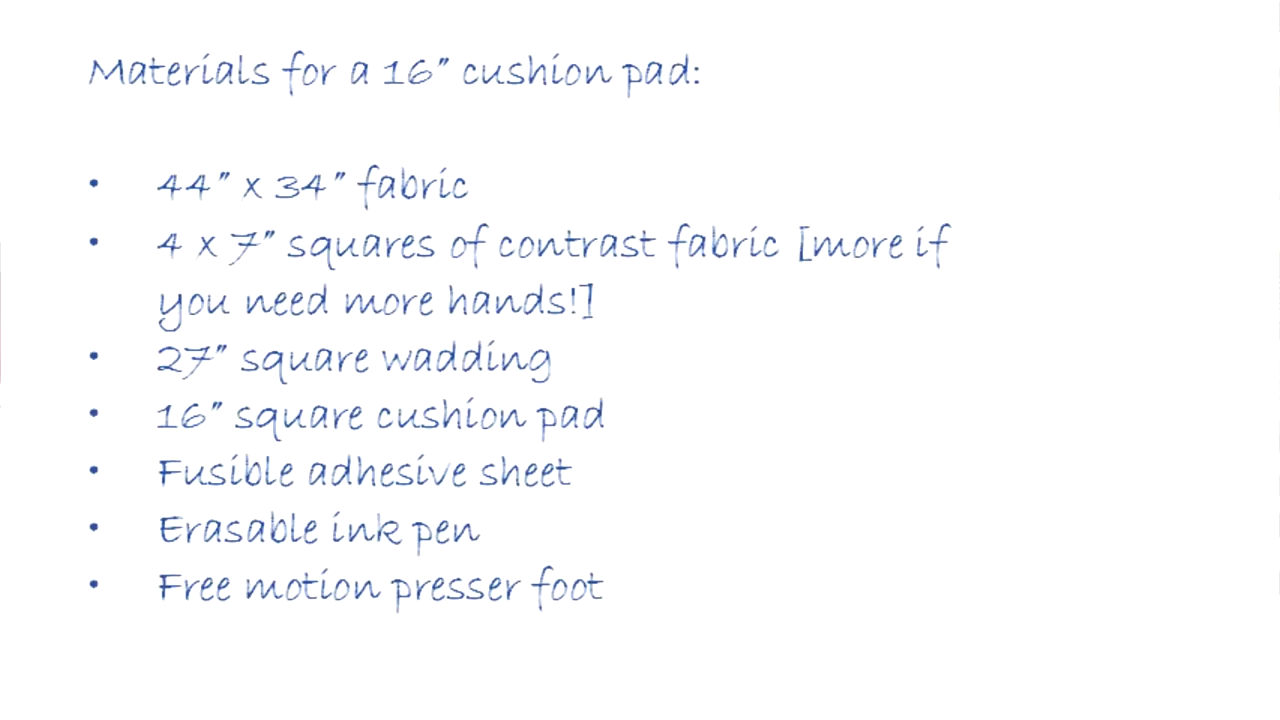 Materials for a 16" cushion pad:
• 44" x 34" fabric
• 4 x 7" squares of contrast fabric [more if
you need more hands!]
• 27" square wadding
• 16" square cushion pad
• Fusible adhesive sheet
• Erasable ink pen
• Free motion presser foot